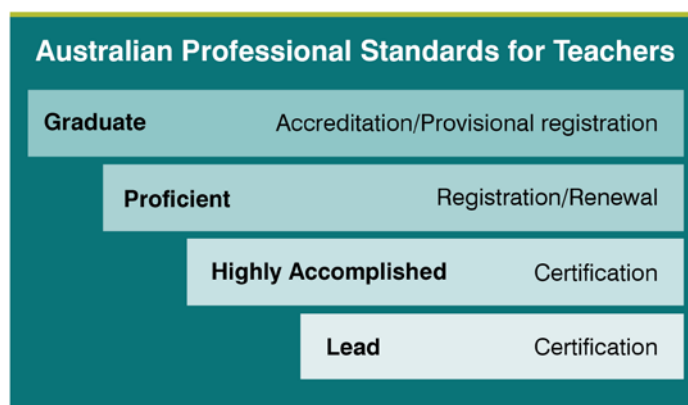 Australian Professional Standards for Teachers
Graduate Accreditation/Provisional registration
Proficient Registration/Renewal
Highly Accomplished Certification
Lead Certification